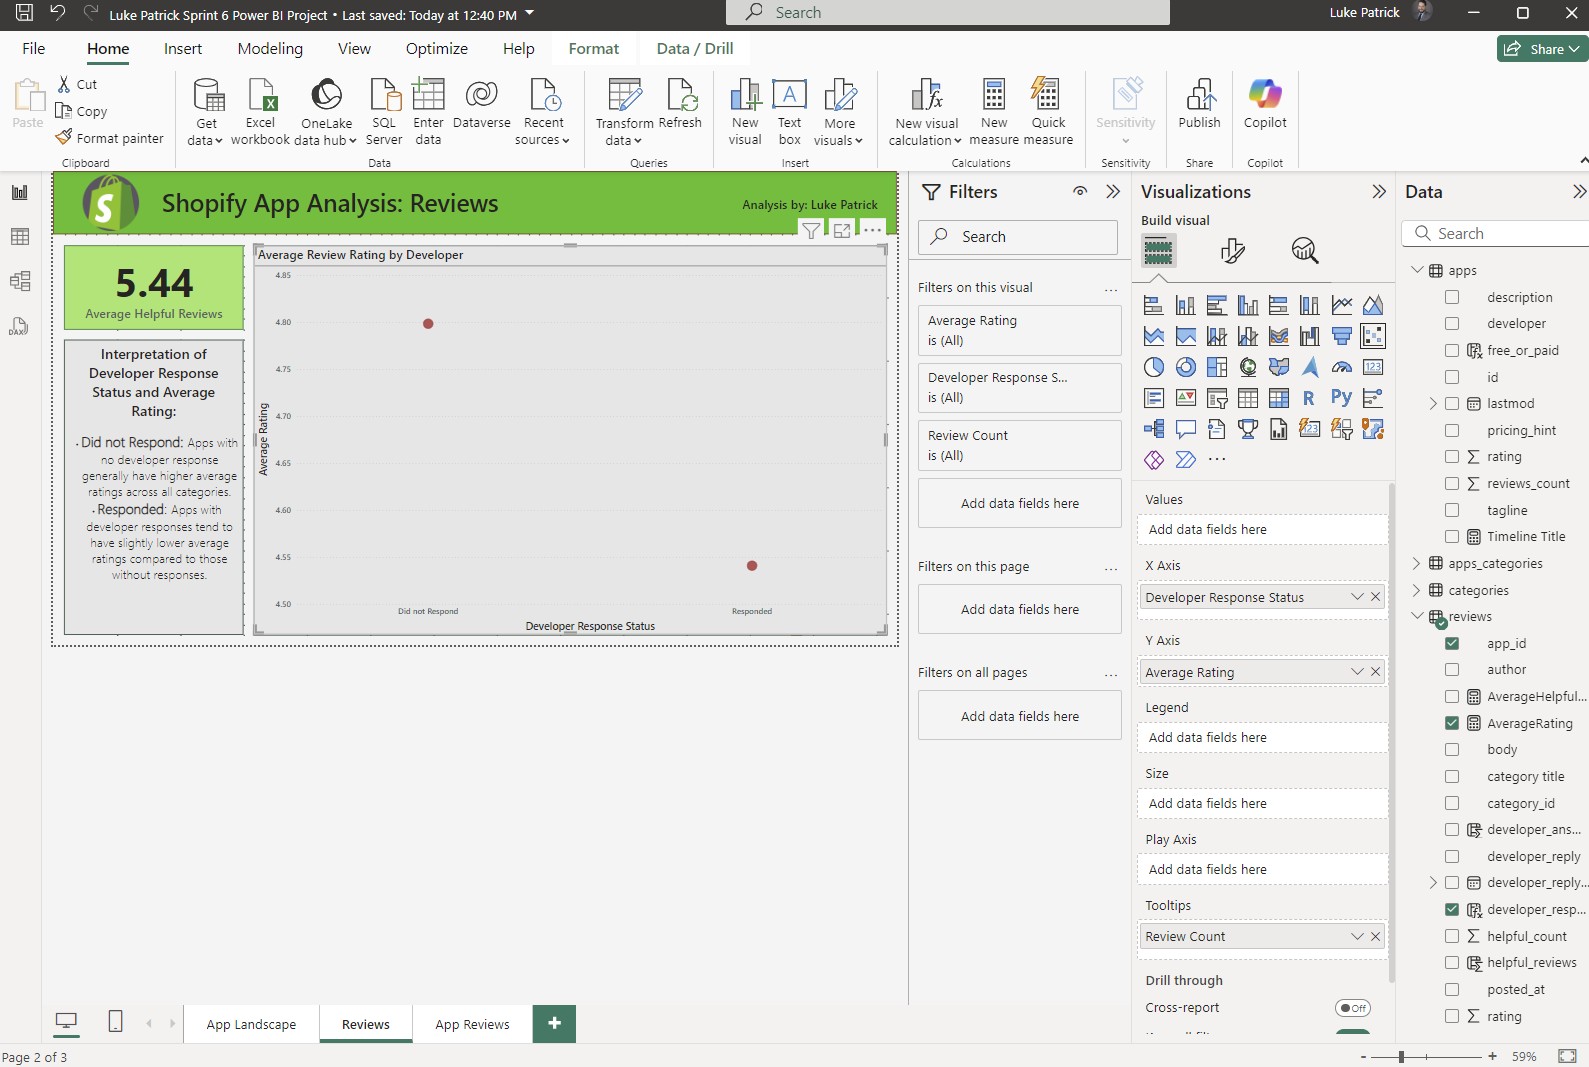 Luke Patrick Sprint 6 Power BI Project • Last saved: Today at 12:40 PM
Search
Luke Patrick
File
Home
Insert
Modeling
View
Optimize
Help
Format
Data / Drill
Share
Paste
Cut
Copy
Format painter
Clipboard
Get data
Excel workbook
OneLake data hub
SQL Server
Enter data
Dataverse
Recent sources
Data
Transform data
Refresh
Queries
New visual
Text box
More visuals
Insert
New visual calculation
New measure
Quick measure
Calculations
Sensitivity
Sensitivity
Publish
Share
Copilot
Copilot
Shopify App Analysis: Reviews
Analysis by: Luke Patrick
5.44
Average Helpful Reviews
Interpretation of
Developer Response
Status and Average
Rating:
• Did not Respond: Apps with
no developer response
generally have higher average
ratings across all categories.
• Responded: Apps with
developer responses tend to
have slightly lower average
ratings compared to those
without responses.
Average Review Rating by Developer
4.85
4.80
4.75
4.70
4.65
4.60
4.55
4.50
Average Rating
Did not Respond
Responded
Developer Response Status
Filters
Search
Filters on this visual
...
Average Rating
is (All)
Developer Response S...
is (All)
Review Count
is (All)
Add data fields here
Filters on this page
...
Add data fields here
Filters on all pages
...
Add data fields here
Visualizations
Build visual
123
R
Py
123
...
Values
Add data fields here
X Axis
Developer Response Status
Y Axis
Average Rating
Legend
Add data fields here
Size
Add data fields here
Play Axis
Add data fields here
Tooltips
Review Count
Drill through
Cross-report
Off
Data
Search
apps
description
developer
free_or_paid
id
lastmod
pricing_hint
rating
reviews_count
tagline
Timeline Title
apps_categories
categories
reviews
app_id
author
AverageHelpful...
AverageRating
body
category title
category_id
developer_ans...
developer_reply
developer_reply...
developer_resp...
helpful_count
helpful_reviews
posted_at
rating
DAX
App Landscape
Reviews
App Reviews
+
Page 2 of 3
-
+
59%